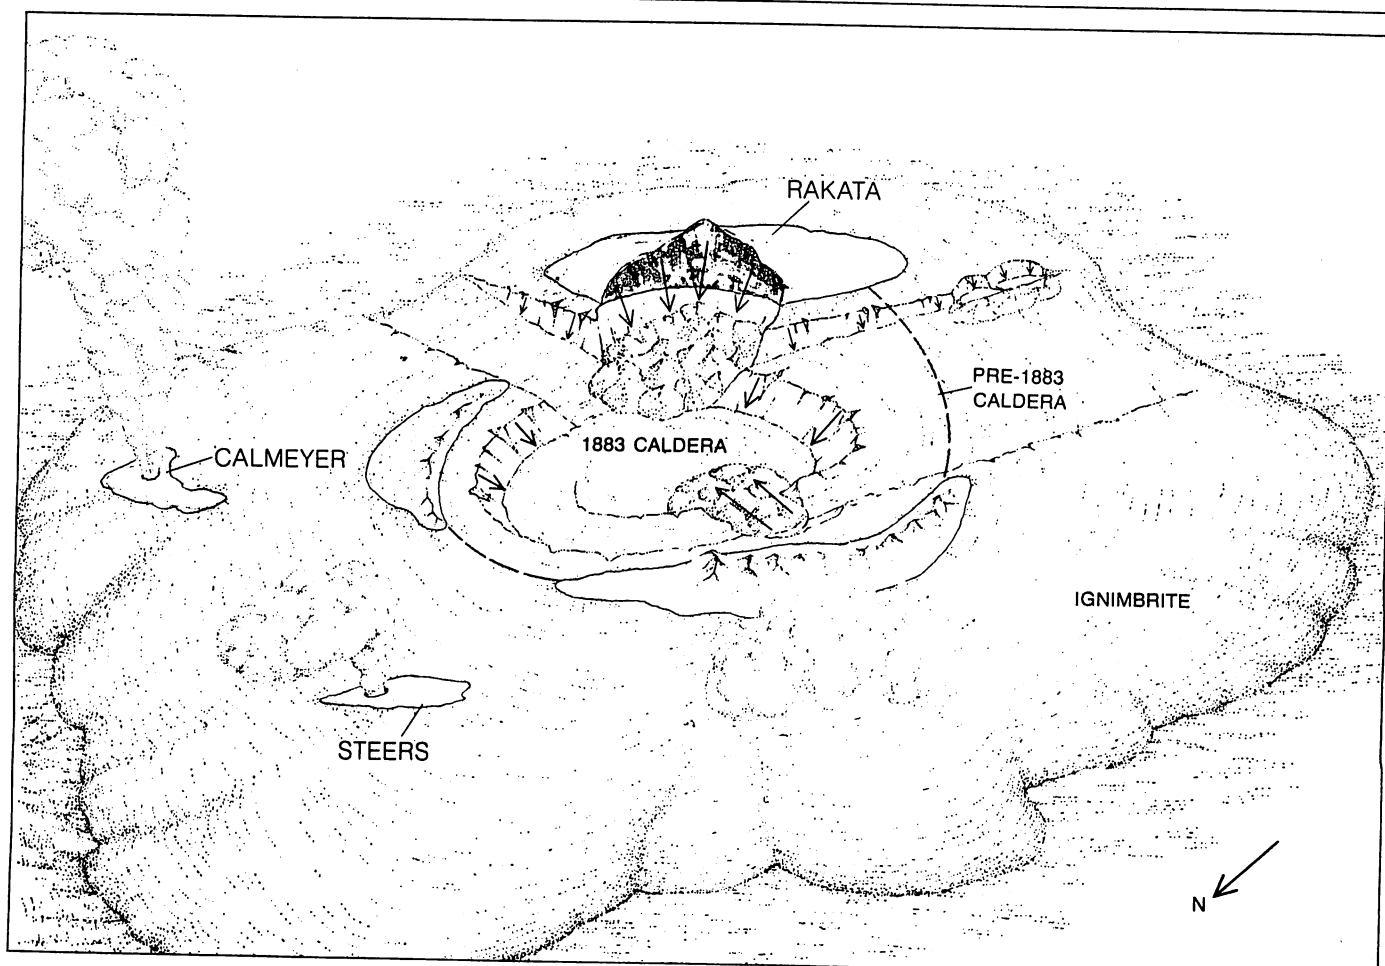 RAKATA
PRE-1883
CALDERA
1883 CALDERA
CALMEYER
IGNIMBRITE
STEERS
N